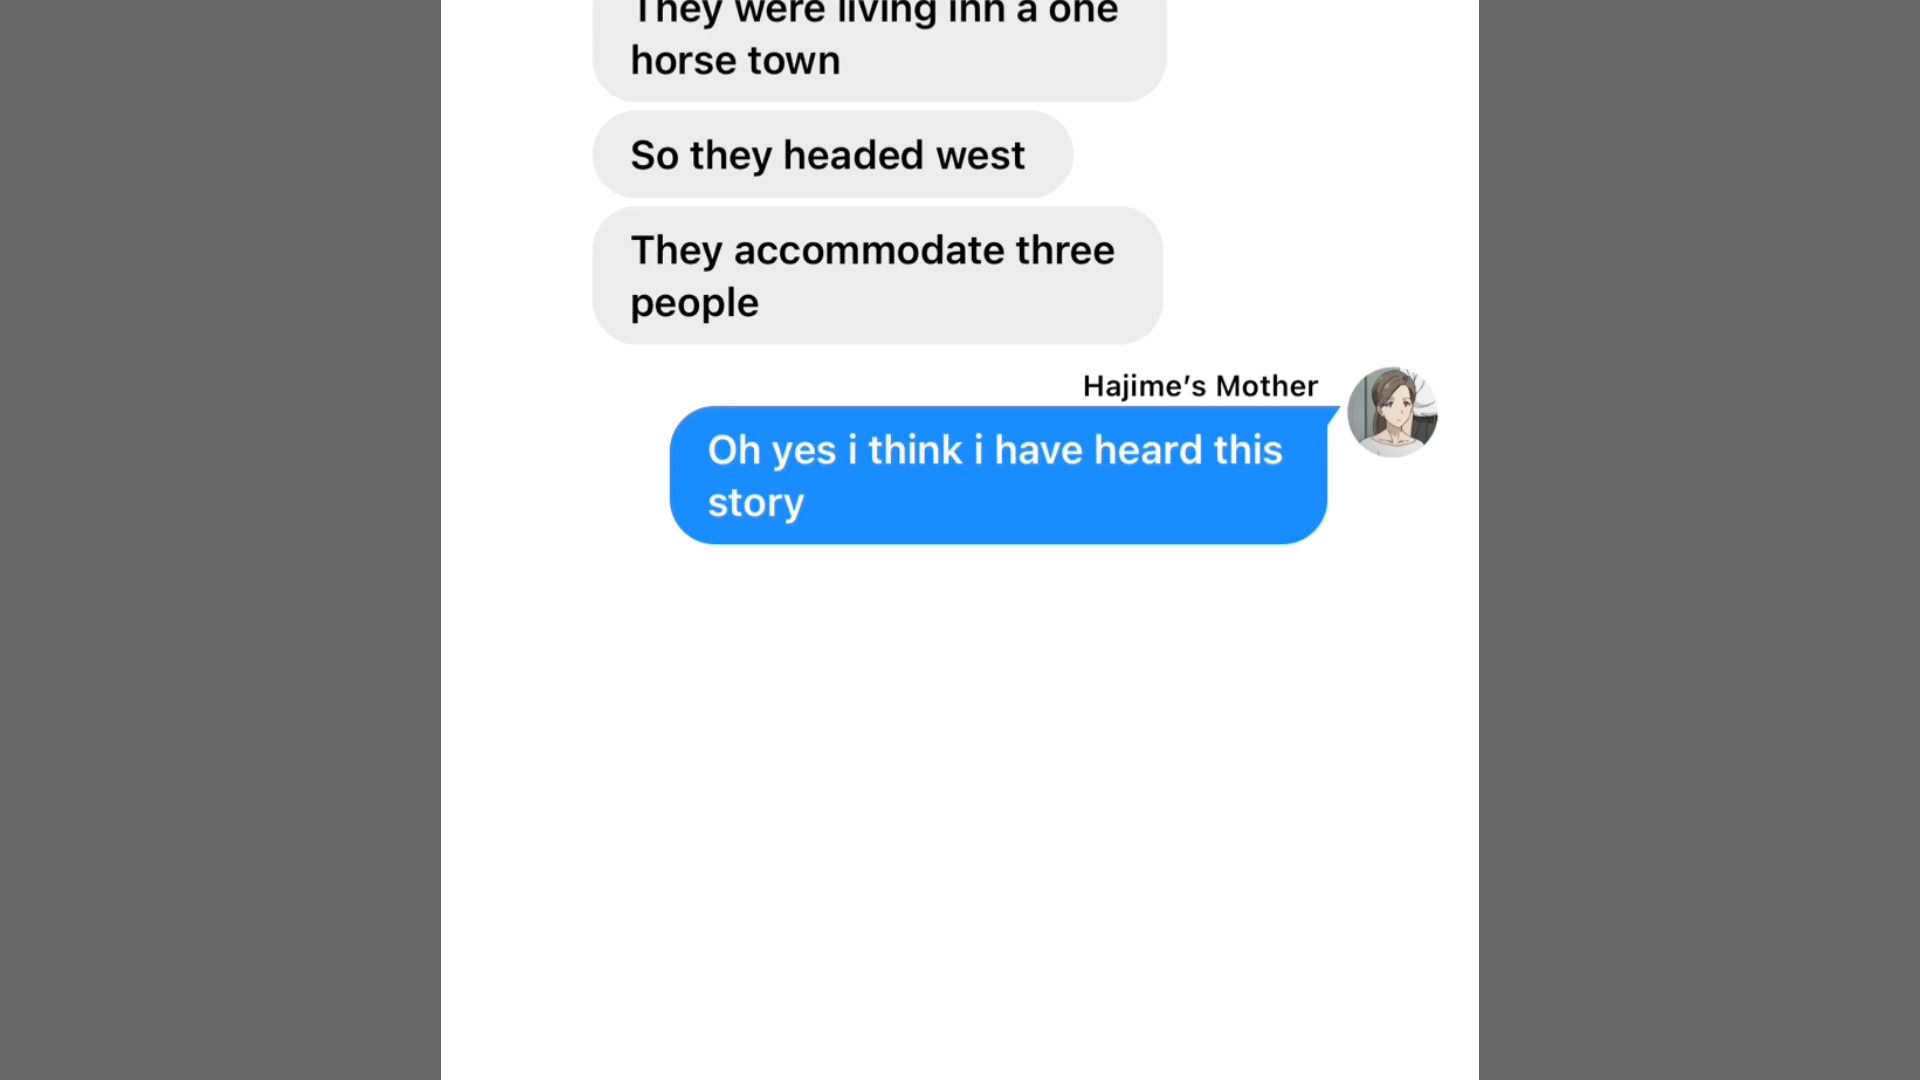 They were living inn a one
horse town
So they headed west
They accommodate three
people
Hajime's Mother
Oh yes i think i have heard this
story